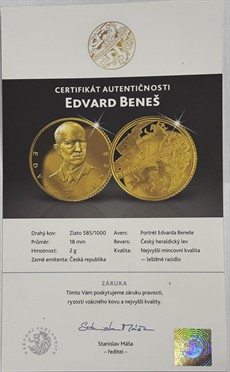 CERTIFIKÁT AUTENTIČNOSTI
EDVARD BENEŠ
EDVARD
Drahý kov: Zlato 585/1000
Průměr: 18 mm
Hmotnost: 2 g
Země emitenta: Česká republika
Avers: Portrét Edvarda Beneše
Revers: Český heraldický lev
Kvalita: Nejvyšší mincovní kvalita
– leštěné razidlo
ZÁRUKA
Tímto Vám poskytujeme záruku pravosti,
ryzosti vzácného kovu a nejvyšší kvality.
Stanislav Máša
– ředitel –